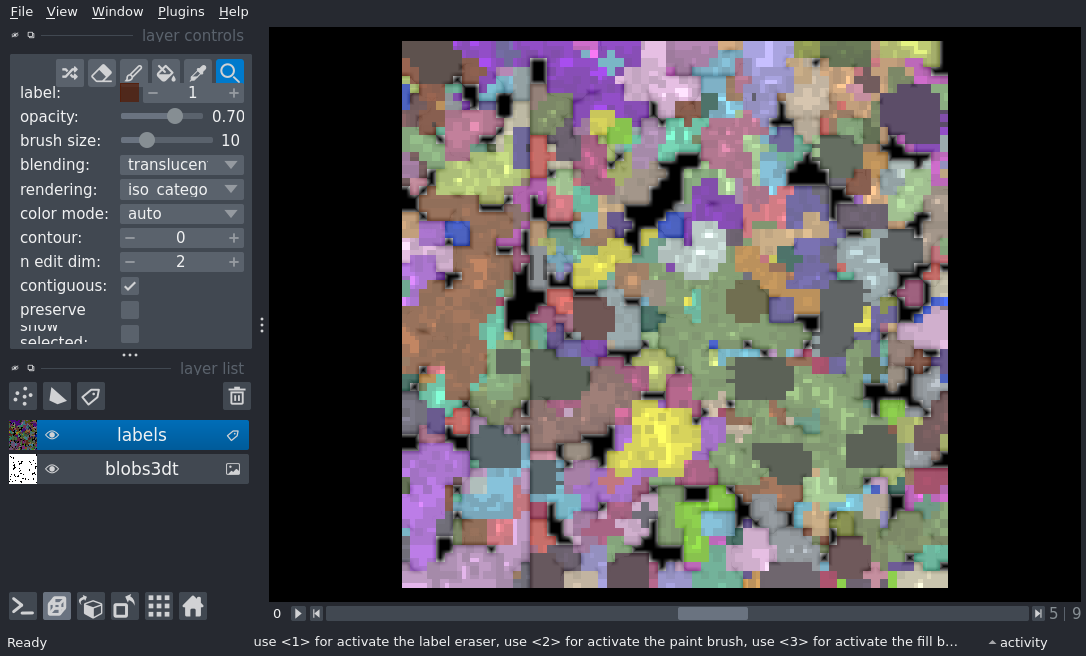 File View Window Plugins Help
layer controls
label: 1
opacity: 0.70
brush size: 10
blending: translucen
rendering: iso_catego
color mode: auto
contour: 0
n edit dim: 2
contiguous:
preserve
show
selected:
layer list
labels
blobs3dt
0 5 | 9
Ready use <1> for activate the label eraser, use <2> for activate the paint brush, use <3> for activate the fill b... activity